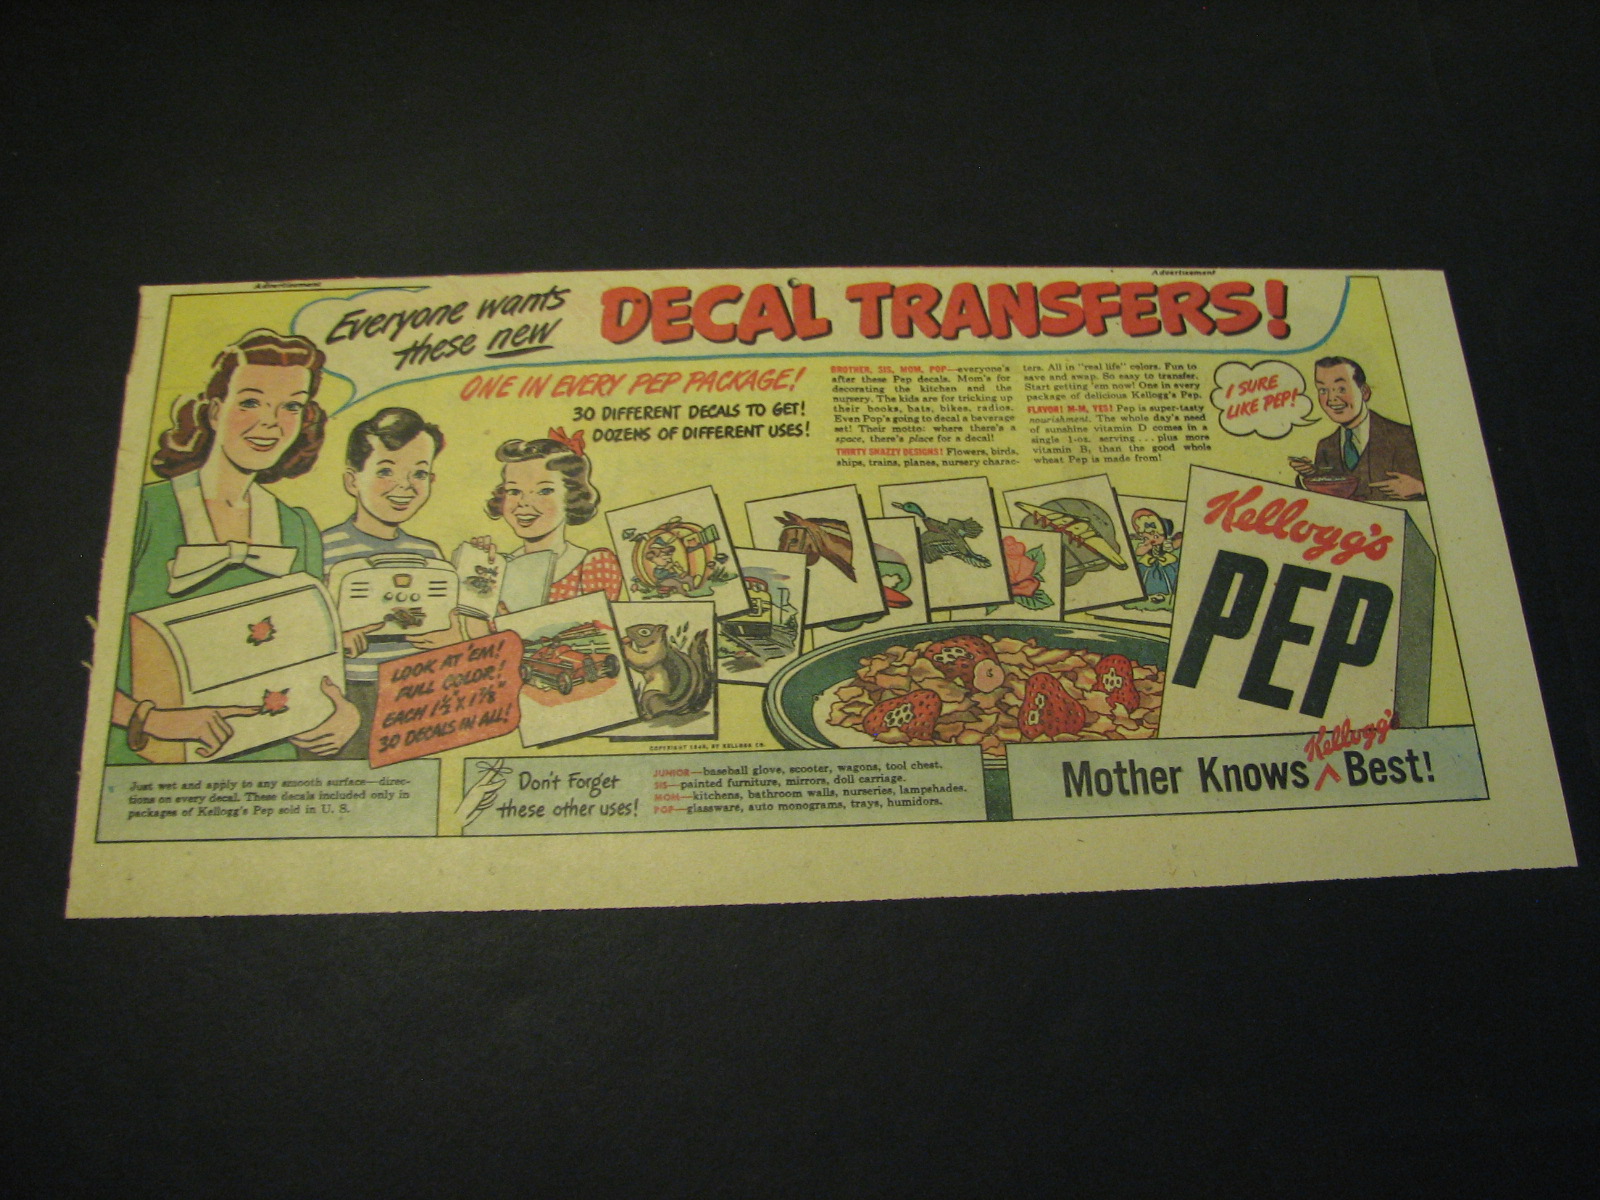 Advertisement
Advertisement
Everyone wants
these new
DECAL TRANSFERS!
ONE IN EVERY PEP PACKAGE!
30 DIFFERENT DECALS TO GET!
DOZENS OF DIFFERENT USES!
BROTHER, SIS, MOM, POP—everyone's
after these Pep decals. Mom's for
decorating the kitchen and the
nursery. The kids are for tricking up
their books, bats, bikes, radios.
Even Pop's going to decal a beverage
set! Their motto: where there's a
space, there's place for a decal!
THIRTY SNAZZY DESIGNS! Flowers, birds,
ships, trains, planes, nursery charac-
ters. All in "real life" colors. Fun to
save and swap. So easy to transfer.
Start getting 'em now! One in every
package of delicious Kellogg's Pep.
FLAVOR! M-M, YES! Pep is super-tasty
nourishment. The whole day's need
of sunshine vitamin D comes in a
single 1-oz. serving...plus more
vitamin B, than the good whole
wheat Pep is made from!
I SURE
LIKE PEP!
LOOK AT 'EM!
FULL COLOR!
EACH 1½" X 1⅞"
30 DECALS IN ALL!
Kellogg's
PEP
COPYRIGHT 1949, BY KELLOGG CO.
Just wet and apply to any smooth surface—direc-
tions on every decal. These decals included only in
packages of Kellogg's Pep sold in U. S.
Don't Forget
these other uses!
JUNIOR—baseball glove, scooter, wagons, tool chest.
SIS—painted furniture, mirrors, doll carriage.
MOM—kitchens, bathroom walls, nurseries, lampshades.
POP—glassware, auto monograms, trays, humidors.
Kellogg's
Mother Knows Best!